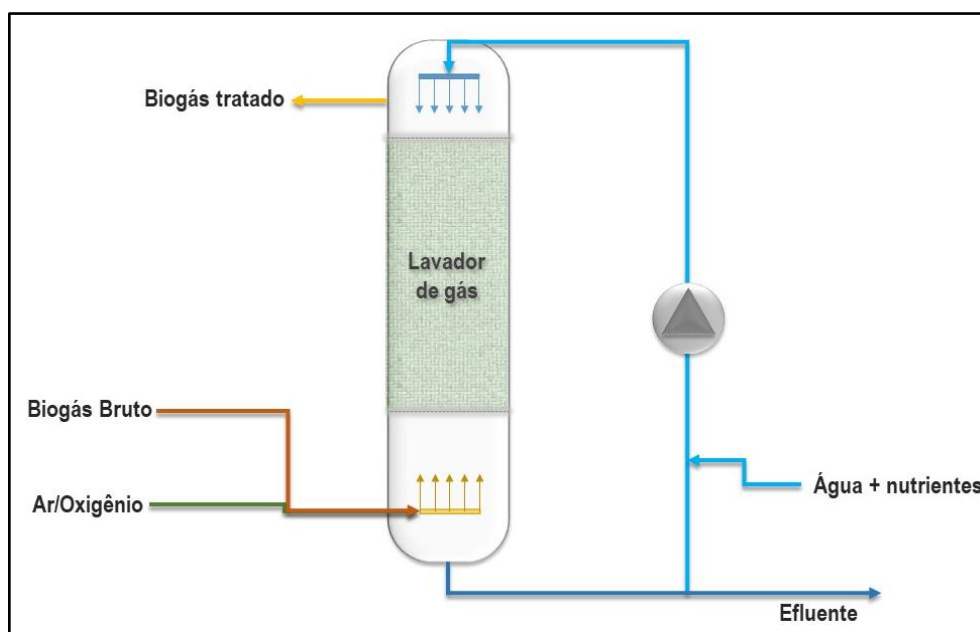 Biogás tratado
Lavador
de gás
Biogás Bruto
Ar/Oxigênio
Água + nutrientes
Efluente